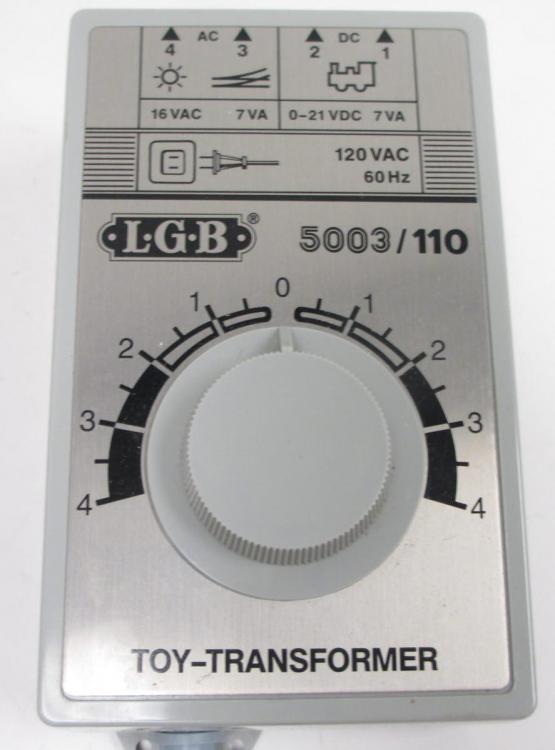 AC DC
4 3 2 1
16 VAC 7 VA 0-21 VDC 7 VA
120 VAC
60 Hz
L·G·B® 5003/110
0
1 1
2 2
3 3
4 4
TOY-TRANSFORMER